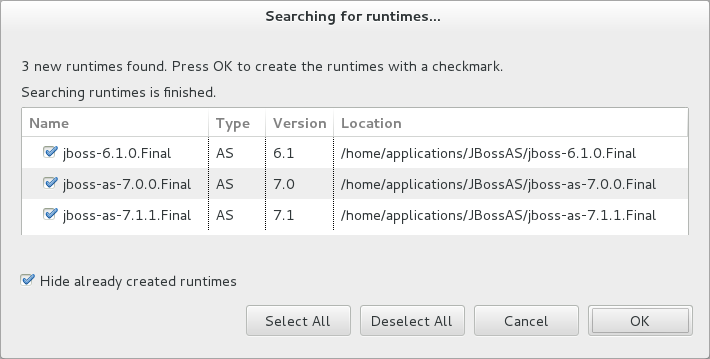 Searching for runtimes...
3 new runtimes found. Press OK to create the runtimes with a checkmark.
Searching runtimes is finished.
Name Type Version Location
jboss-6.1.0.Final AS 6.1 /home/applications/JBossAS/jboss-6.1.0.Final
jboss-as-7.0.0.Final AS 7.0 /home/applications/JBossAS/jboss-as-7.0.0.Final
jboss-as-7.1.1.Final AS 7.1 /home/applications/JBossAS/jboss-as-7.1.1.Final
Hide already created runtimes
Select All Deselect All Cancel OK